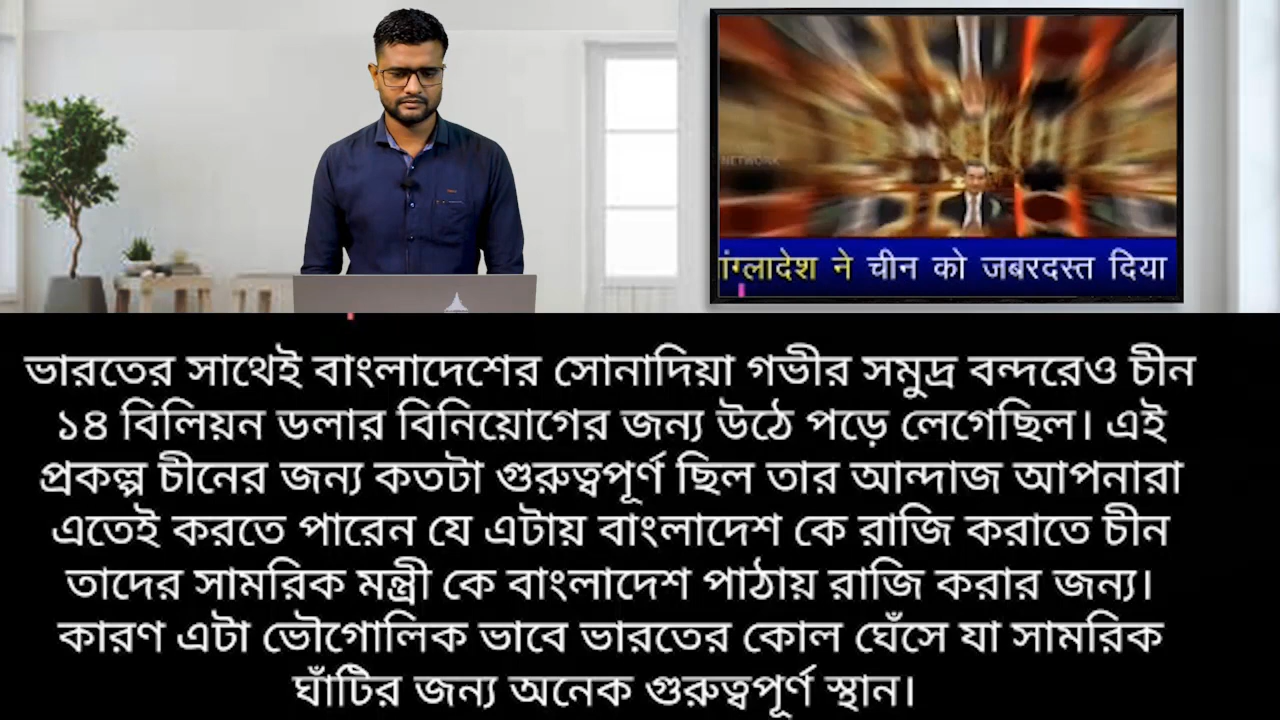 NETWORK
ांग्लादेश ने चीन को जबरदस्त दिया
ভারতের সাথেই বাংলাদেশের সোনাদিয়া গভীর সমুদ্র বন্দরেও চীন
১৪ বিলিয়ন ডলার বিনিয়োগের জন্য উঠে পড়ে লেগেছিল। এই
প্রকল্প চীনের জন্য কতটা গুরুত্বপূর্ণ ছিল তার আন্দাজ আপনারা
এতেই করতে পারেন যে এটায় বাংলাদেশ কে রাজি করাতে চীন
তাদের সামরিক মন্ত্রী কে বাংলাদেশ পাঠায় রাজি করার জন্য।
কারণ এটা ভৌগোলিক ভাবে ভারতের কোল ঘেঁসে যা সামরিক
ঘাঁটির জন্য অনেক গুরুত্বপূর্ণ স্থান।